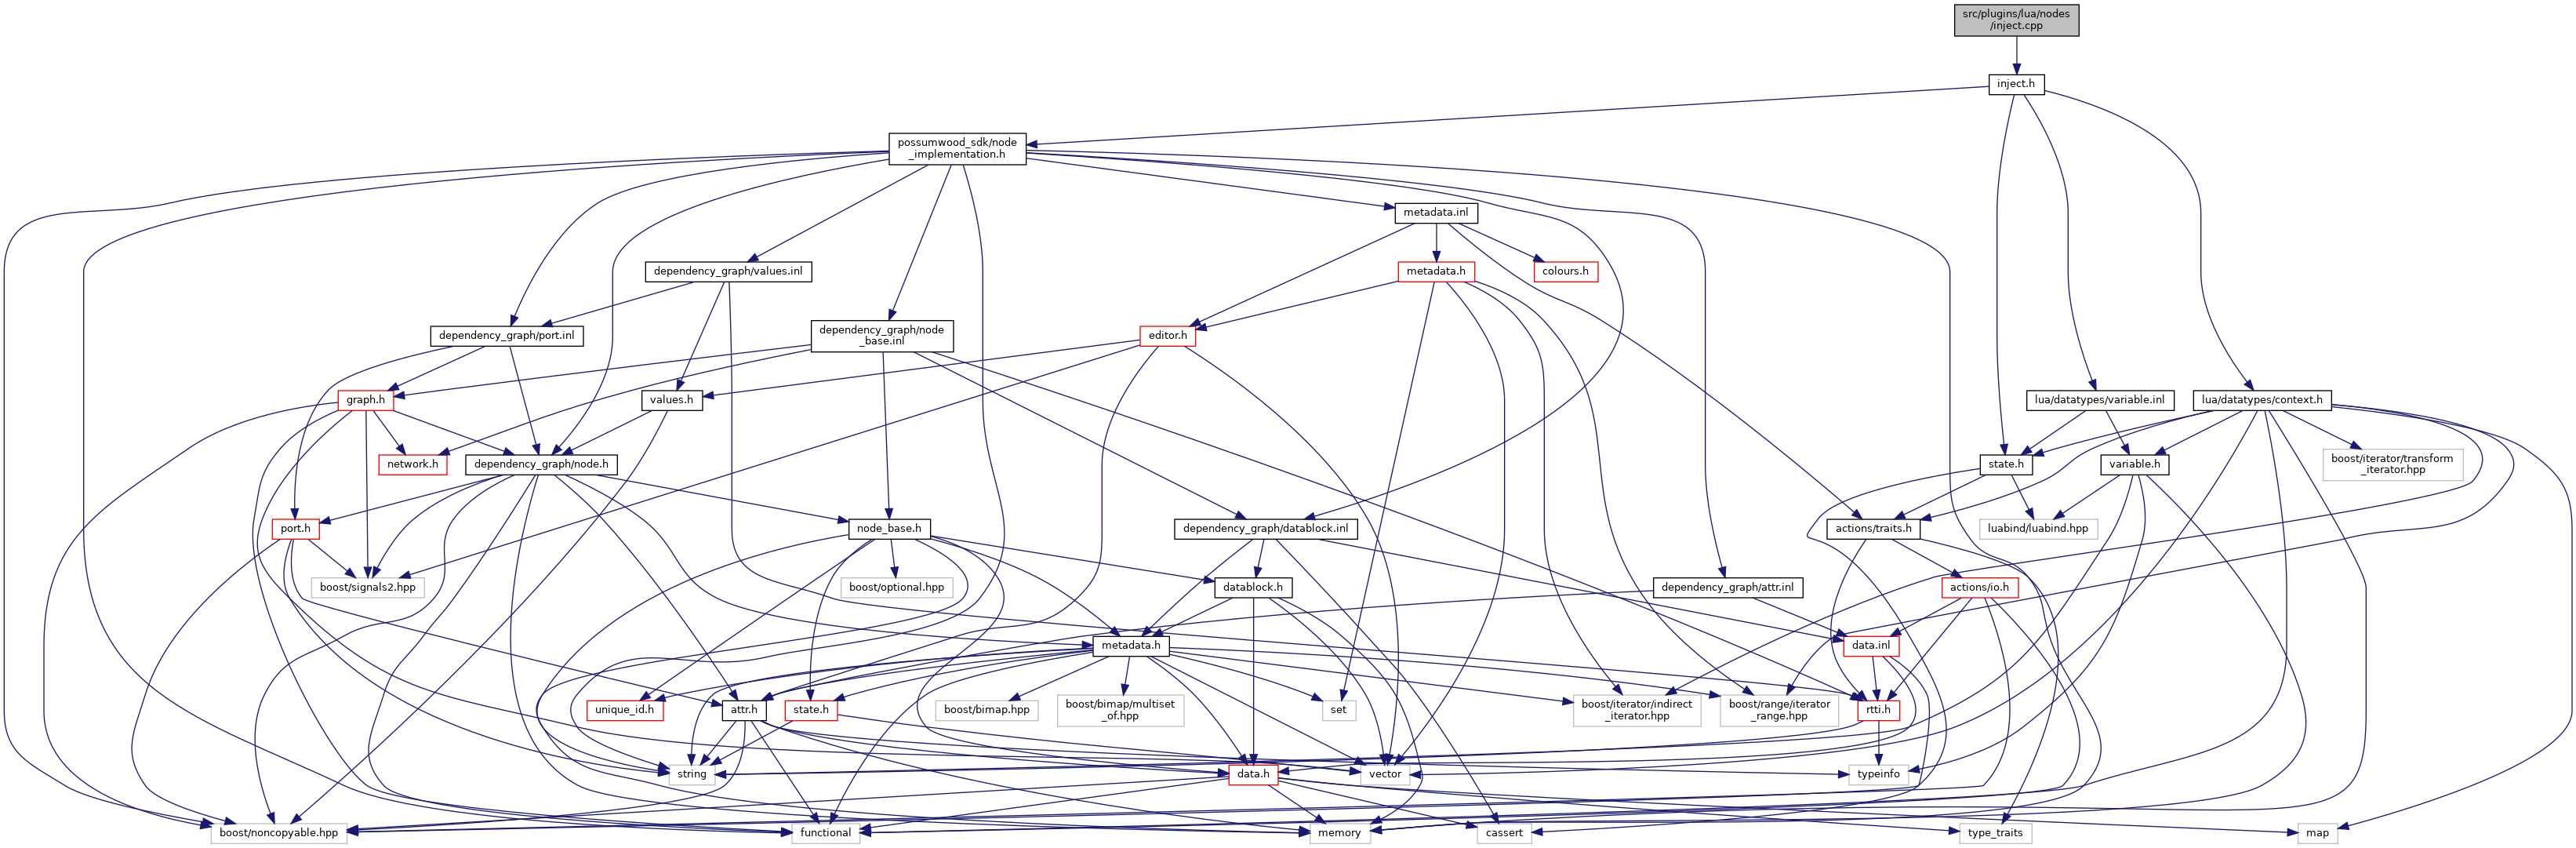 src/plugins/lua/nodes
/inject.cpp
inject.h
possumwood_sdk/node
_implementation.h
metadata.inl
dependency_graph/values.inl
metadata.h
colours.h
dependency_graph/port.inl
dependency_graph/node
_base.inl
editor.h
graph.h
values.h
lua/datatypes/variable.inl
lua/datatypes/context.h
network.h
dependency_graph/node.h
state.h
variable.h
boost/iterator/transform
_iterator.hpp
port.h
node_base.h
dependency_graph/datablock.inl
actions/traits.h
luabind/luabind.hpp
boost/signals2.hpp
boost/optional.hpp
datablock.h
dependency_graph/attr.inl
actions/io.h
metadata.h
data.inl
unique_id.h
attr.h
state.h
boost/bimap.hpp
boost/bimap/multiset
_of.hpp
set
boost/iterator/indirect
_iterator.hpp
boost/range/iterator
_range.hpp
rtti.h
string
data.h
vector
typeinfo
boost/noncopyable.hpp
functional
memory
cassert
type_traits
map